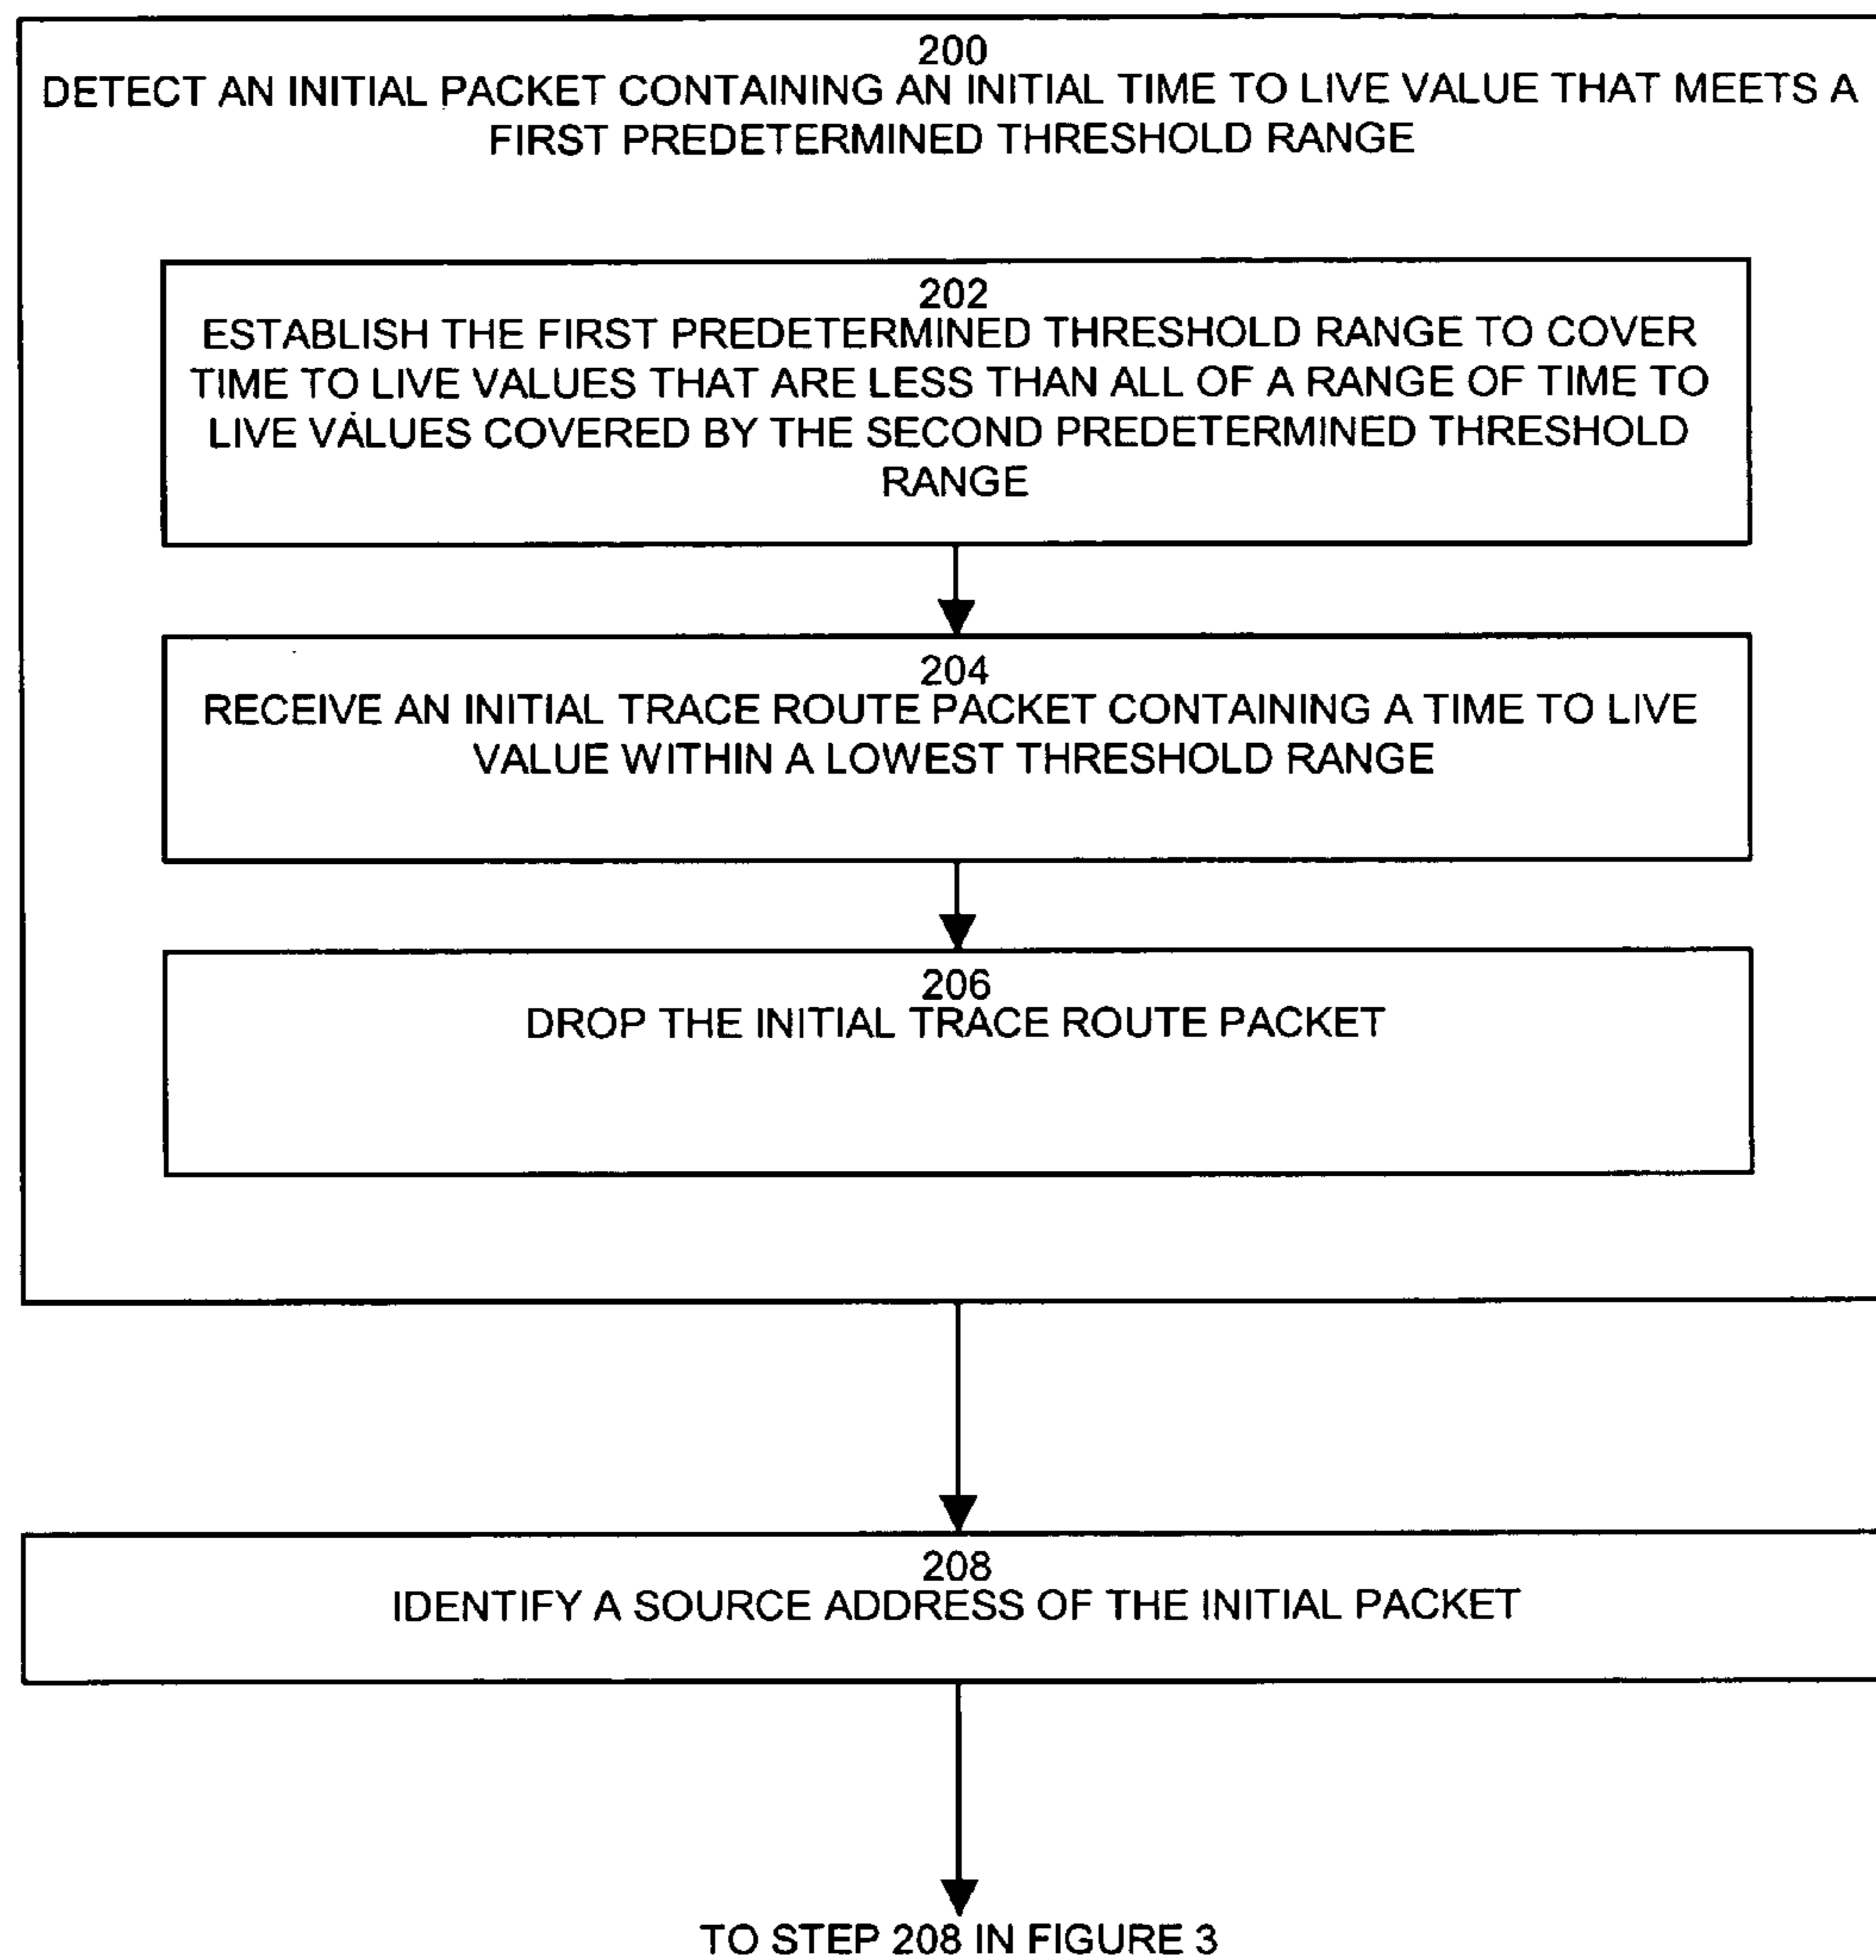 200
DETECT AN INITIAL PACKET CONTAINING AN INITIAL TIME TO LIVE VALUE THAT MEETS A
FIRST PREDETERMINED THRESHOLD RANGE
202
ESTABLISH THE FIRST PREDETERMINED THRESHOLD RANGE TO COVER
TIME TO LIVE VALUES THAT ARE LESS THAN ALL OF A RANGE OF TIME TO
LIVE VALUES COVERED BY THE SECOND PREDETERMINED THRESHOLD
RANGE
204
RECEIVE AN INITIAL TRACE ROUTE PACKET CONTAINING A TIME TO LIVE
VALUE WITHIN A LOWEST THRESHOLD RANGE
206
DROP THE INITIAL TRACE ROUTE PACKET
208
IDENTIFY A SOURCE ADDRESS OF THE INITIAL PACKET
TO STEP 208 IN FIGURE 3